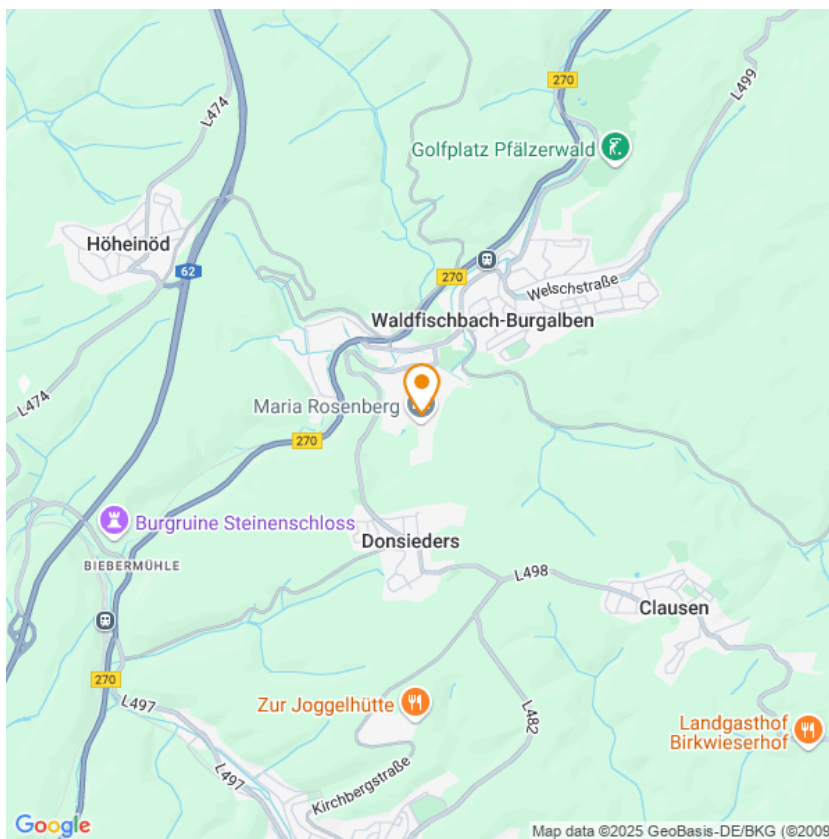 270
L499
L474
Golfplatz Pfälzerwald
Höheinöd
62
270
Welschstraße
Waldfischbach-Burgalben
L474
Maria Rosenberg
270
Burgruine Steinenschloss
Donsieders
BIEBERMÜHLE
L498
Clausen
270
L497
Zur Joggelhütte
L482
Landgasthof
Birkwieserhof
L497
Kirchbergstraße
Google
Map data ©2025 GeoBasis-DE/BKG (©2009